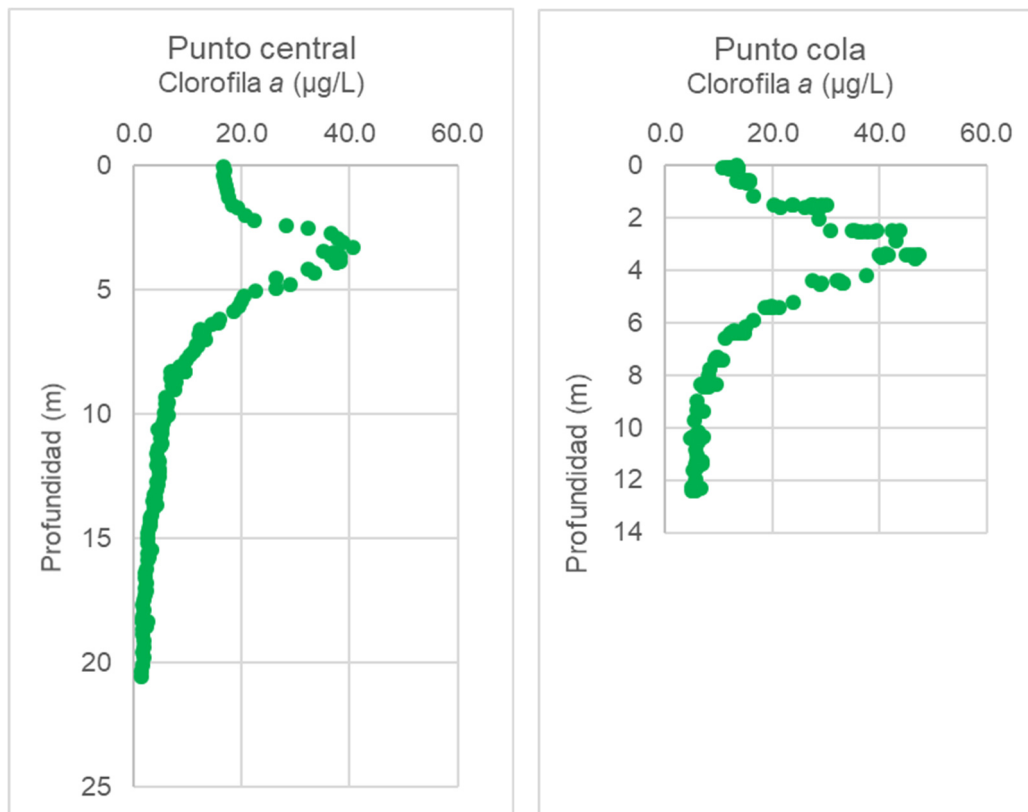 Punto central
Clorofila a (µg/L)
0.0 20.0 40.0 60.0
0
5
10
15
20
25
Profundidad (m)
Punto cola
Clorofila a (µg/L)
0.0 20.0 40.0 60.0
0
2
4
6
8
10
12
14
Profundidad (m)